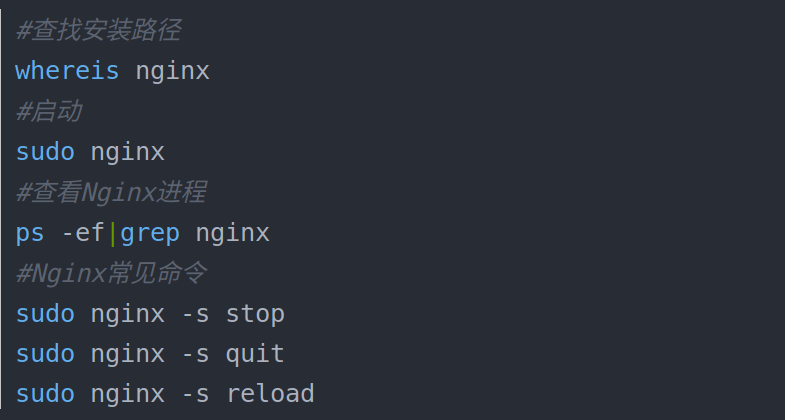 #查找安装路径
whereis nginx
#启动
sudo nginx
#查看Nginx进程
ps -ef|grep nginx
#Nginx常见命令
sudo nginx -s stop
sudo nginx -s quit
sudo nginx -s reload